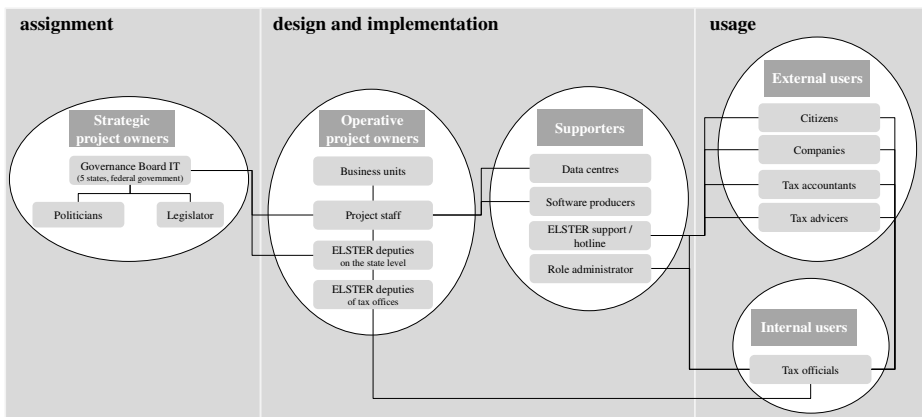 assignment
design and implementation
usage
Strategic
project owners
Governance Board IT
(5 states, federal government)
Politicians
Legislator
Operative
project owners
Business units
Project staff
ELSTER deputies
on the state level
ELSTER deputies
of tax offices
Supporters
Data centres
Software producers
ELSTER support /
hotline
Role administrator
External users
Citizens
Companies
Tax accountants
Tax advicers
Internal users
Tax officials